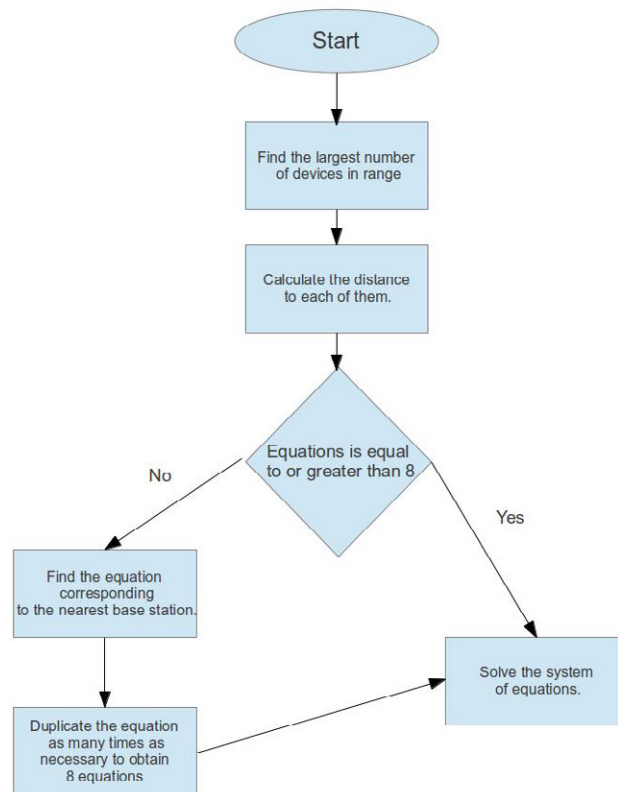 Start
Find the largest number
of devices in range
Calculate the distance
to each of them.
Equations is equal
to or greater than 8
No
Yes
Find the equation
corresponding
to the nearest base station.
Solve the system
of equations.
Duplicate the equation
as many times as
necessary to obtain
8 equations